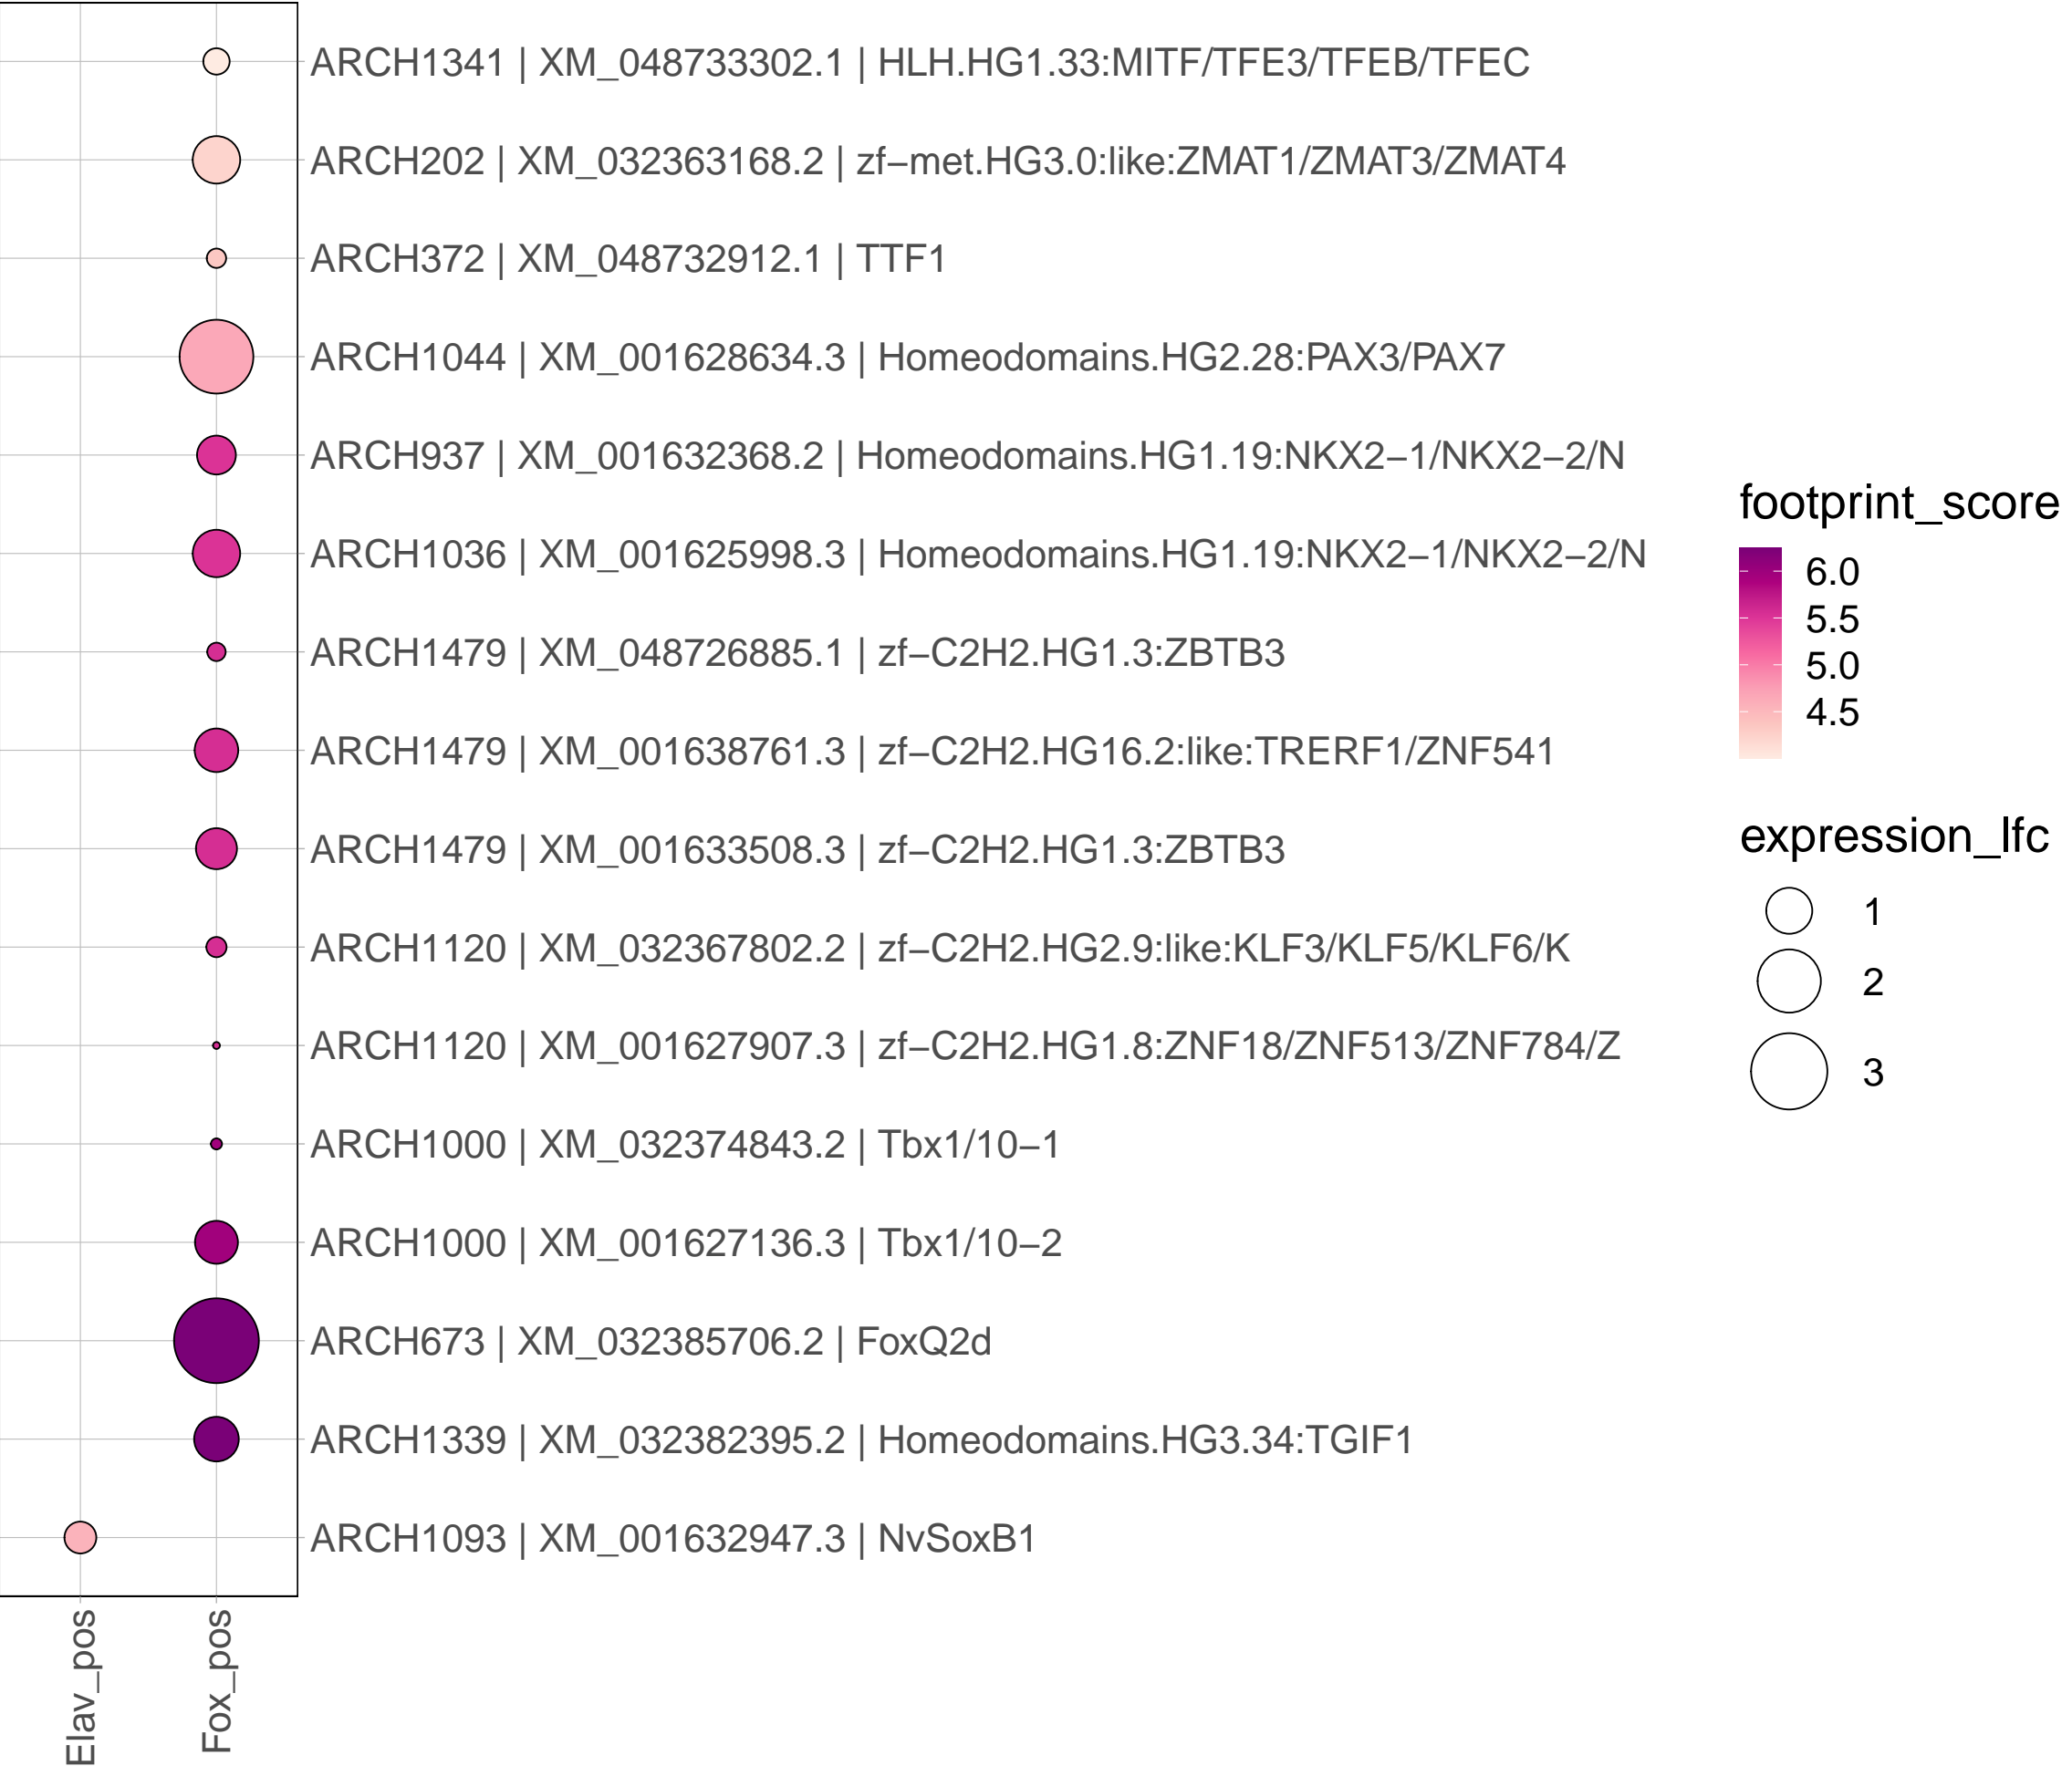 ARCH1341 | XM_048733302.1 | HLH.HG1.33:MITF/TFE3/TFEB/TFEC
ARCH202 | XM_032363168.2 | zf−met.HG3.0:like:ZMAT1/ZMAT3/ZMAT4
ARCH372 | XM_048732912.1 | TTF1
ARCH1044 | XM_001628634.3 | Homeodomains.HG2.28:PAX3/PAX7
ARCH937 | XM_001632368.2 | Homeodomains.HG1.19:NKX2−1/NKX2−2/N
ARCH1036 | XM_001625998.3 | Homeodomains.HG1.19:NKX2−1/NKX2−2/N
ARCH1479 | XM_048726885.1 | zf−C2H2.HG1.3:ZBTB3
ARCH1479 | XM_001638761.3 | zf−C2H2.HG16.2:like:TRERF1/ZNF541
ARCH1479 | XM_001633508.3 | zf−C2H2.HG1.3:ZBTB3
ARCH1120 | XM_032367802.2 | zf−C2H2.HG2.9:like:KLF3/KLF5/KLF6/K
ARCH1120 | XM_001627907.3 | zf−C2H2.HG1.8:ZNF18/ZNF513/ZNF784/Z
ARCH1000 | XM_032374843.2 | Tbx1/10−1
ARCH1000 | XM_001627136.3 | Tbx1/10−2
ARCH673 | XM_032385706.2 | FoxQ2d
ARCH1339 | XM_032382395.2 | Homeodomains.HG3.34:TGIF1
ARCH1093 | XM_001632947.3 | NvSoxB1
Elav_pos
Fox_pos
footprint_score
6.0
5.5
5.0
4.5
expression_lfc
1
2
3